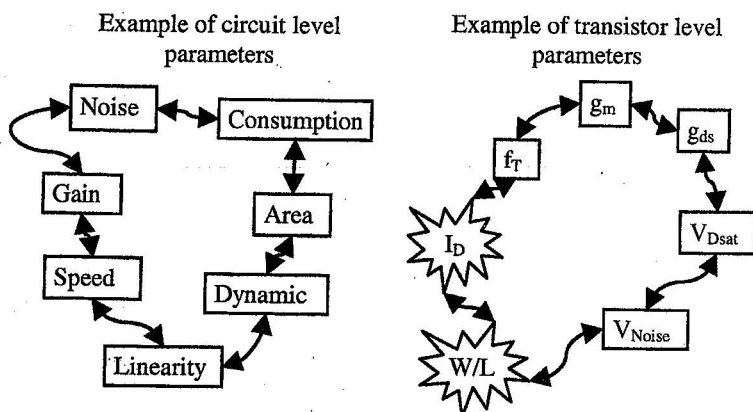 Example of circuit level
parameters
Noise
Consumption
Gain
Area
Speed
Dynamic
Linearity
Example of transistor level
parameters
gm
gds
fT
ID
VDsat
VNoise
W/L